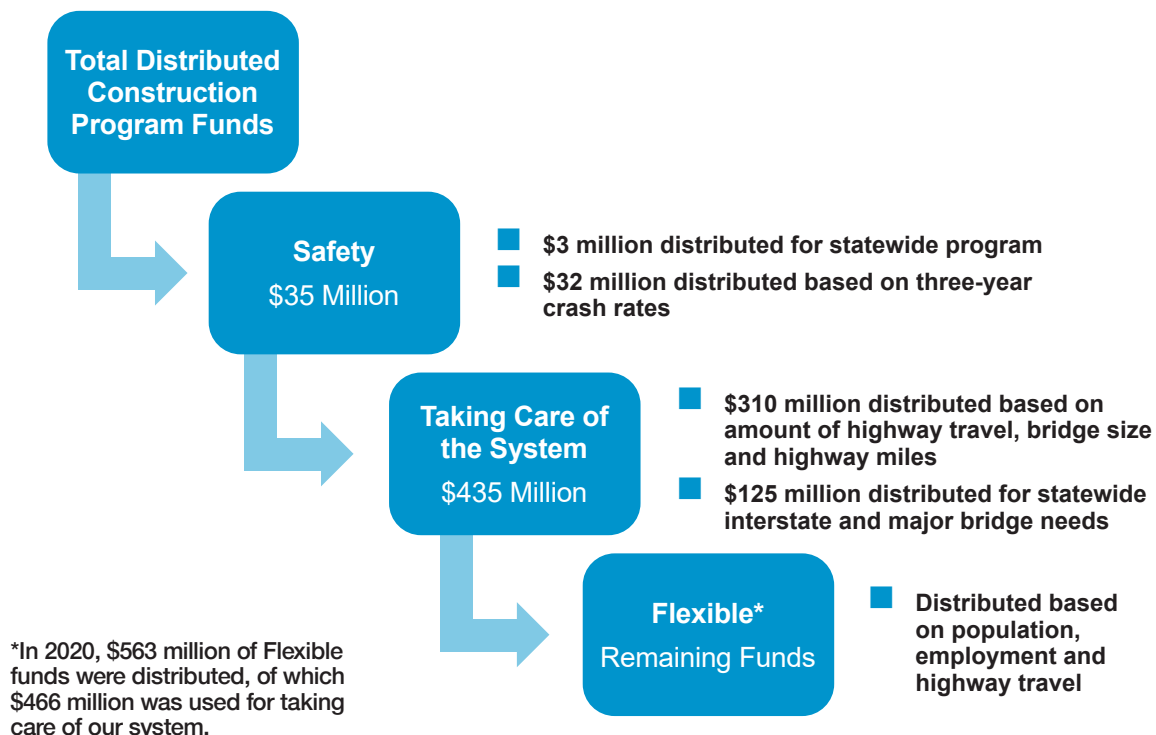 Total Distributed
Construction
Program Funds
Safety
$35 Million
$3 million distributed for statewide program
$32 million distributed based on three-year
crash rates
Taking Care of
the System
$435 Million
$310 million distributed based on
amount of highway travel, bridge size
and highway miles
$125 million distributed for statewide
interstate and major bridge needs
Flexible*
Remaining Funds
Distributed based
on population,
employment and
highway travel
*In 2020, $563 million of Flexible
funds were distributed, of which
$466 million was used for taking
care of our system.